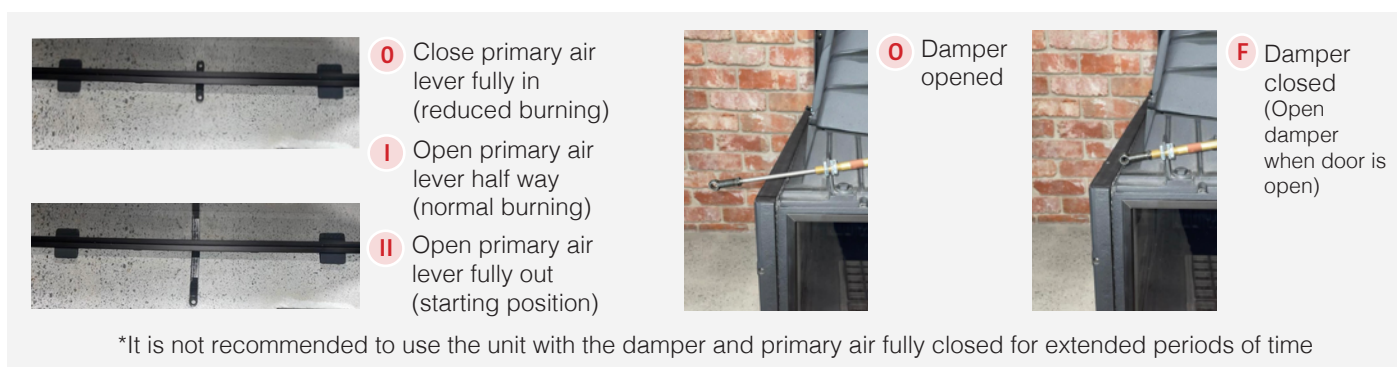 0 Close primary air
lever fully in
(reduced burning)
I Open primary air
lever half way
(normal burning)
II Open primary air
lever fully out
(starting position)
O Damper
opened
F Damper
closed
(Open
damper
when door is
open)
*It is not recommended to use the unit with the damper and primary air fully closed for extended periods of time